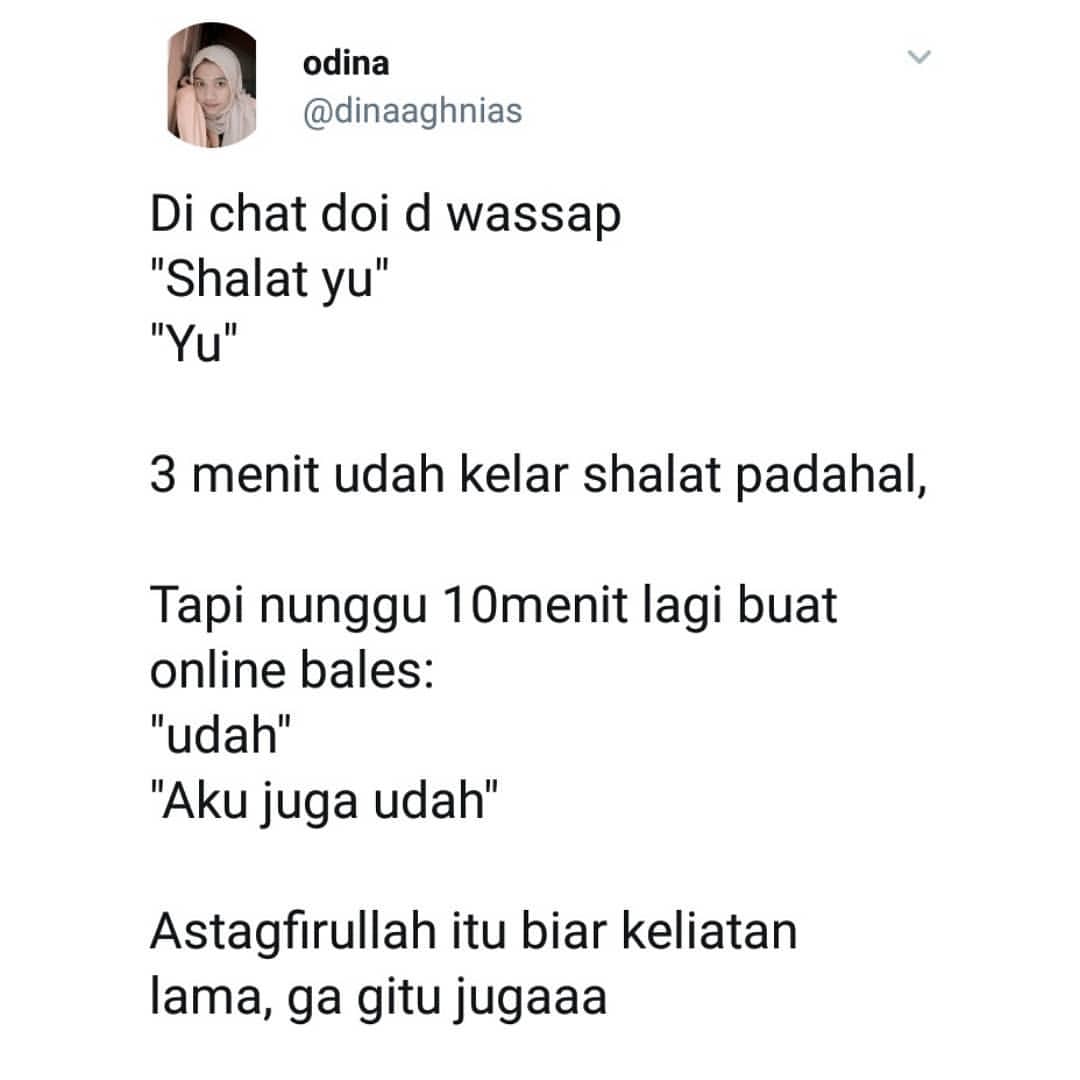 odina
@dinaaghnias
Di chat doi d wassap
"Shalat yu"
"Yu"
3 menit udah kelar shalat padahal,
Tapi nunggu 10menit lagi buat
online bales:
"udah"
"Aku juga udah"
Astagfirullah itu biar keliatan
lama, ga gitu jugaaa